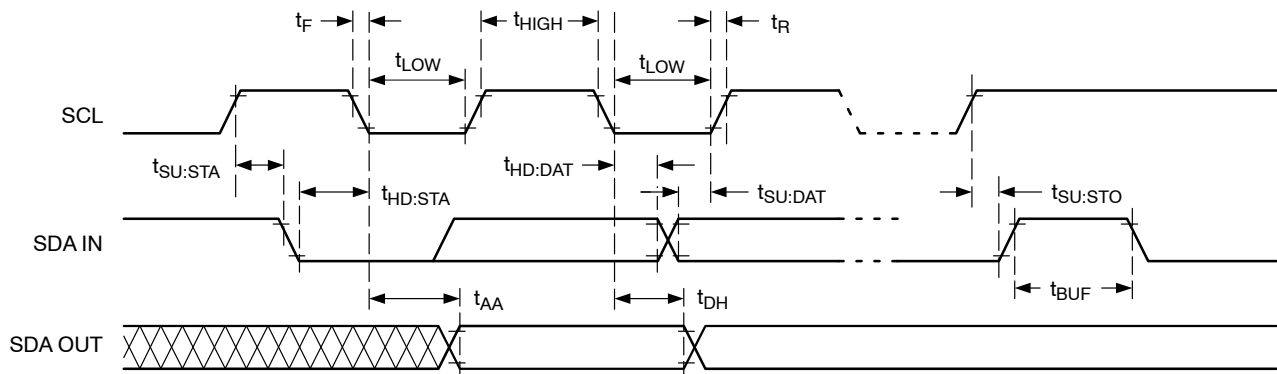 tF
tHIGH
tR
tLOW
tLOW
SCL
tSU:STA
tHD:STA
tHD:DAT
tSU:DAT
tSU:STO
SDA IN
tAA
tDH
tBUF
SDA OUT